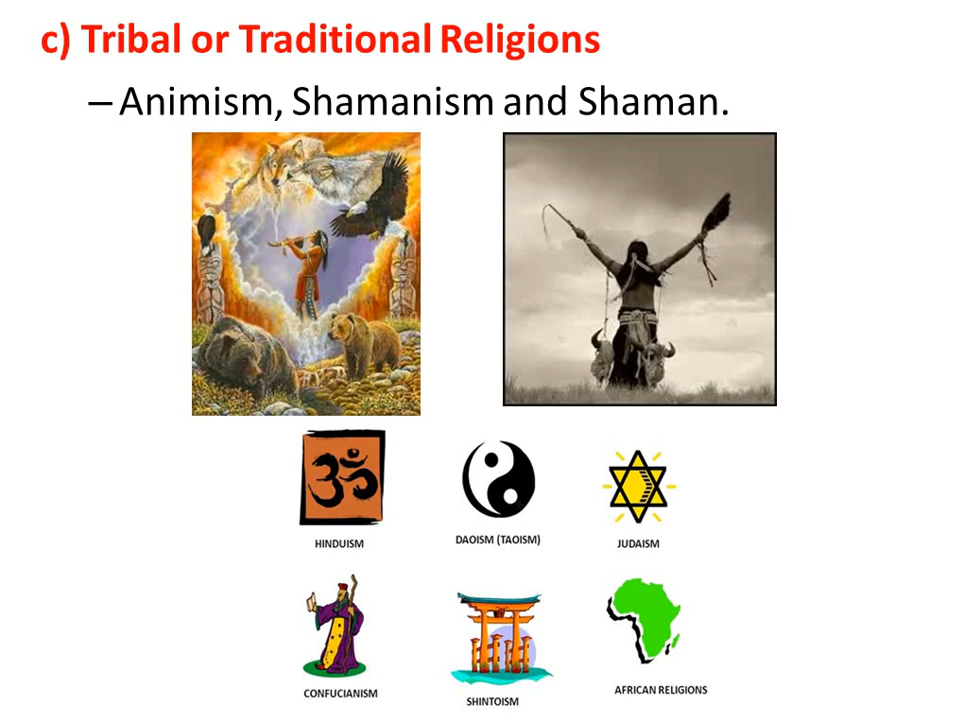 c) Tribal or Traditional Religions
– Animism, Shamanism and Shaman.
ॐ
HINDUISM
DAOISM (TAOISM)
JUDAISM
CONFUCIANISM
SHINTOISM
AFRICAN RELIGIONS